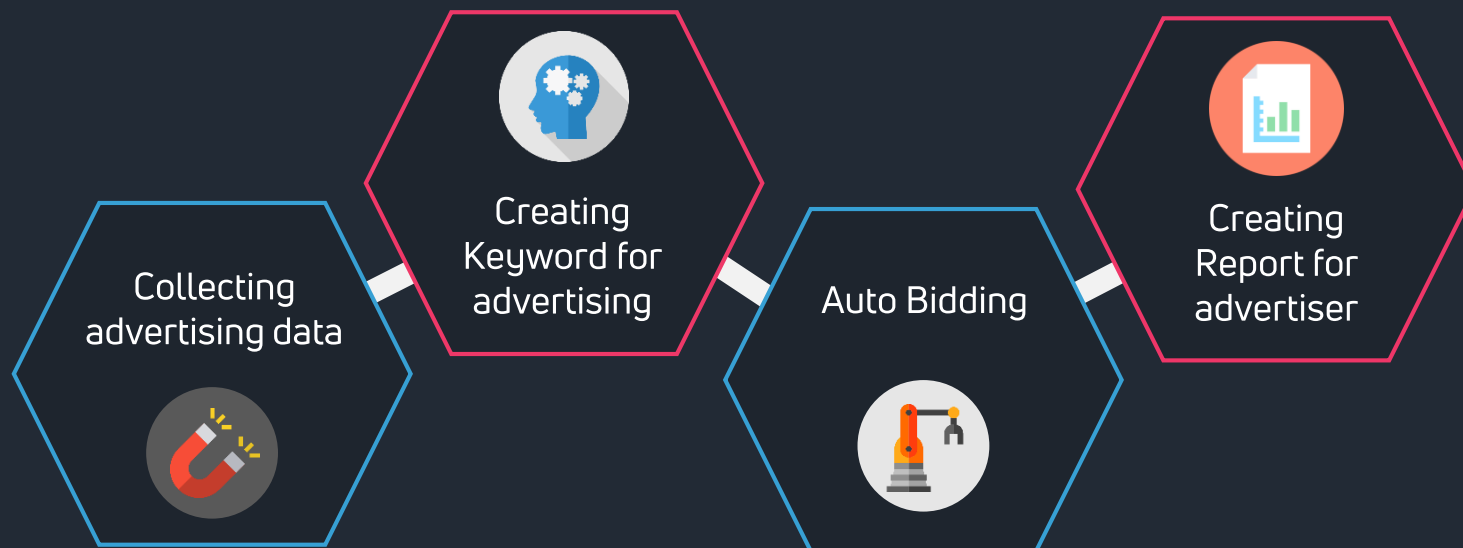 Collecting
advertising data
Creating
Keyword for
advertising
Auto Bidding
Creating
Report for
advertiser